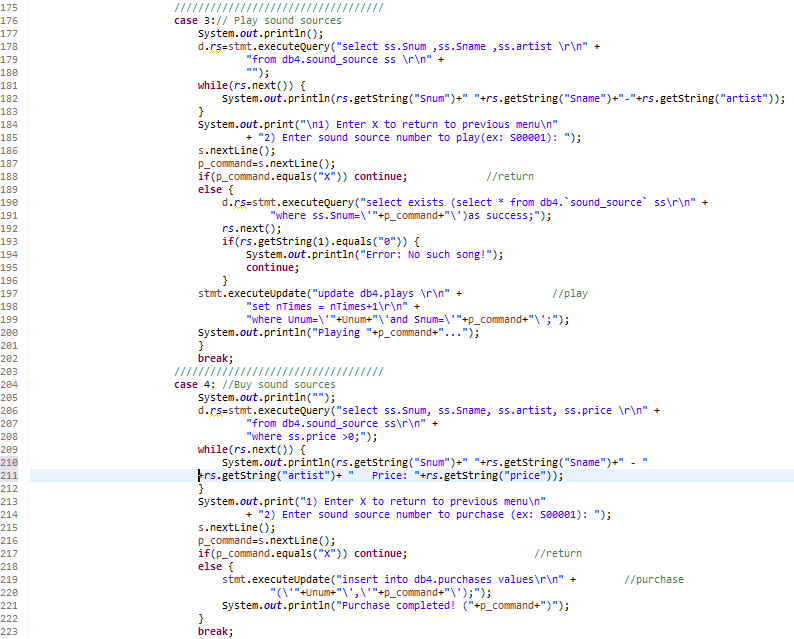 175 ///////////////////////////////////
176 case 3:// Play sound sources
177 System.out.println();
178 d.rs=stmt.executeQuery("select ss.Snum ,ss.Sname ,ss.artist \r\n" +
179 "from db4.sound_source ss \r\n" +
180 "");
181 while(rs.next()) {
182 System.out.println(rs.getString("Snum")+" "+rs.getString("Sname")+"-"+rs.getString("artist"));
183 }
184 System.out.print("\n1) Enter X to return to previous menu\n"
185 + "2) Enter sound source number to play(ex: S00001): ");
186 s.nextLine();
187 p_command=s.nextLine();
188 if(p_command.equals("X")) continue; //return
189 else {
190 d.rs=stmt.executeQuery("select exists (select * from db4.`sound_source` ss\r\n" +
191 "where ss.Snum=\'"+p_command+"\')as success;");
192 rs.next();
193 if(rs.getString(1).equals("0")) {
194 System.out.println("Error: No such song!");
195 continue;
196 }
197 stmt.executeUpdate("update db4.plays \r\n" + //play
198 "set nTimes = nTimes+1\r\n" +
199 "where Unum=\'"+Unum+"\'and Snum=\'"+p_command+"\';");
200 System.out.println("Playing "+p_command+"...");
201 }
202 break;
203 ///////////////////////////////////
204 case 4: //Buy sound sources
205 System.out.println("");
206 d.rs=stmt.executeQuery("select ss.Snum, ss.Sname, ss.artist, ss.price \r\n" +
207 "from db4.sound_source ss\r\n" +
208 "where ss.price >0;");
209 while(rs.next()) {
210 System.out.println(rs.getString("Snum")+" "+rs.getString("Sname")+" - "
211 +rs.getString("artist")+ "   Price: "+rs.getString("price"));
212 }
213 System.out.print("1) Enter X to return to previous menu\n"
214 + "2) Enter sound source number to purchase (ex: S00001): ");
215 s.nextLine();
216 p_command=s.nextLine();
217 if(p_command.equals("X")) continue; //return
218 else {
219 stmt.executeUpdate("insert into db4.purchases values\r\n" + //purchase
220 "(\'"+Unum+"\',\'"+p_command+"\');");
221 System.out.println("Purchase completed! ("+p_command+")");
222 }
223 break;